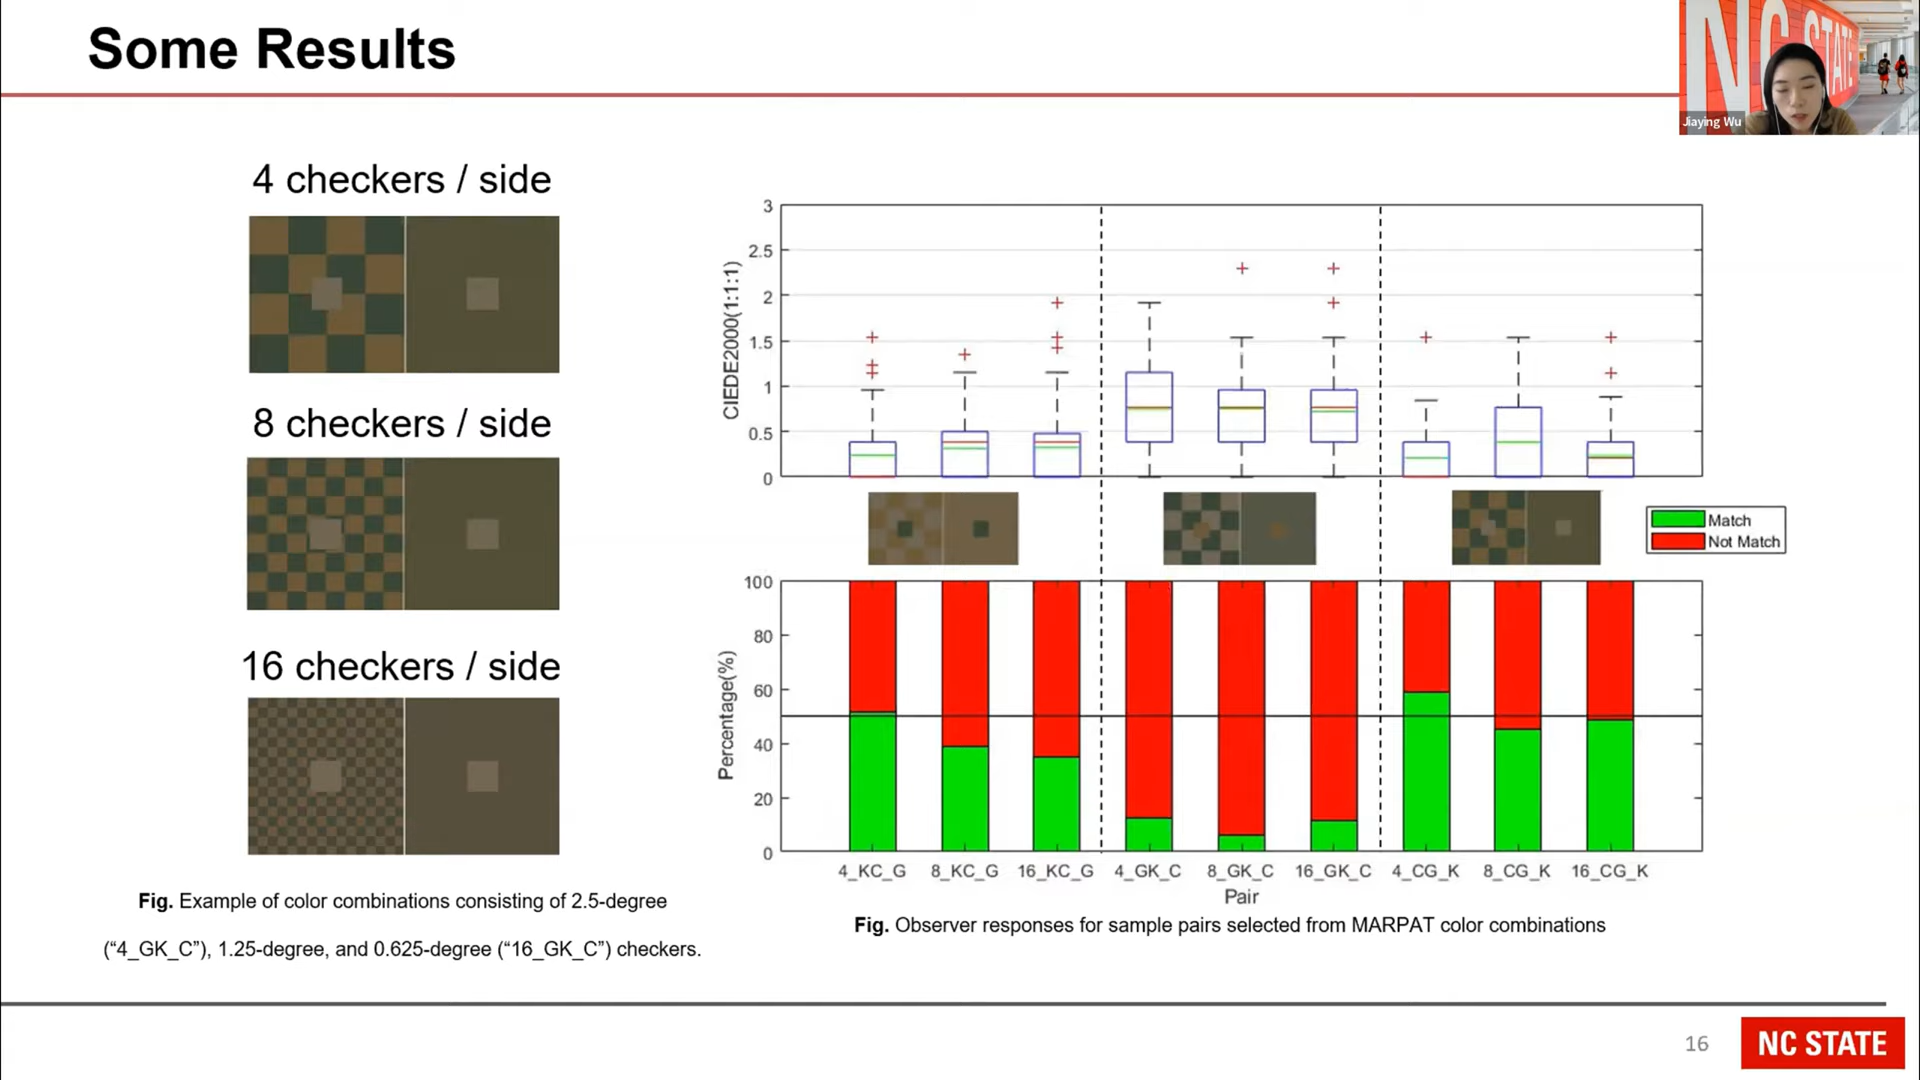 Some Results
NC STATE
Jiaying Wu
4 checkers / side
8 checkers / side
16 checkers / side
Fig. Example of color combinations consisting of 2.5-degree
("4_GK_C"), 1.25-degree, and 0.625-degree ("16_GK_C") checkers.
CIEDE2000(1:1:1)
3
2.5
2
1.5
1
0.5
0
Match
Not Match
Percentage(%)
100
80
60
40
20
0
4_KC_G 8_KC_G 16_KC_G 4_GK_C 8_GK_C 16_GK_C 4_CG_K 8_CG_K 16_CG_K
Pair
Fig. Observer responses for sample pairs selected from MARPAT color combinations
16
NC STATE